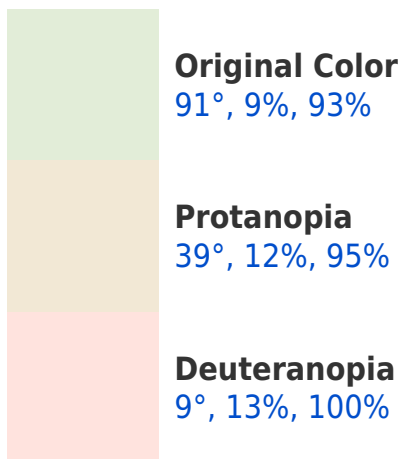 Original Color
91°, 9%, 93%
Protanopia
39°, 12%, 95%
Deuteranopia
9°, 13%, 100%